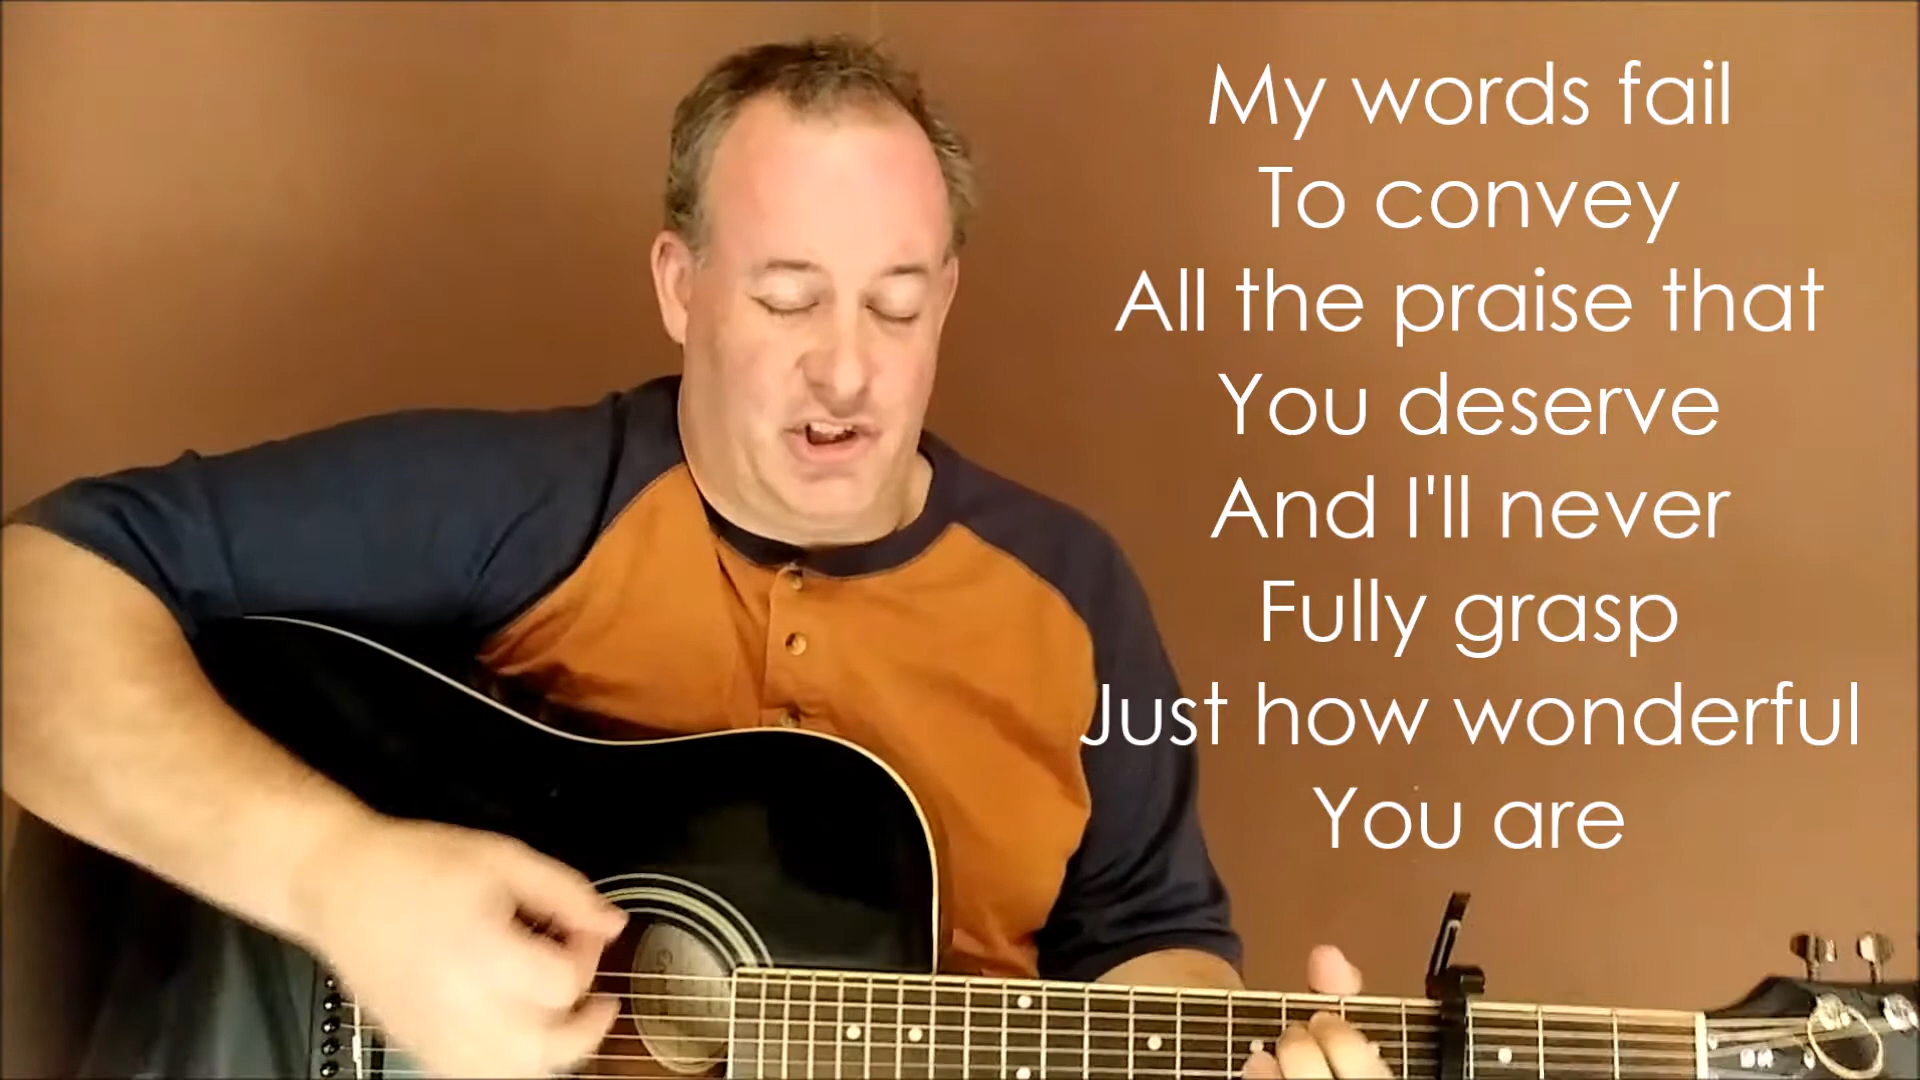 My words fail
To convey
All the praise that
You deserve
And I'll never
Fully grasp
Just how wonderful
You are